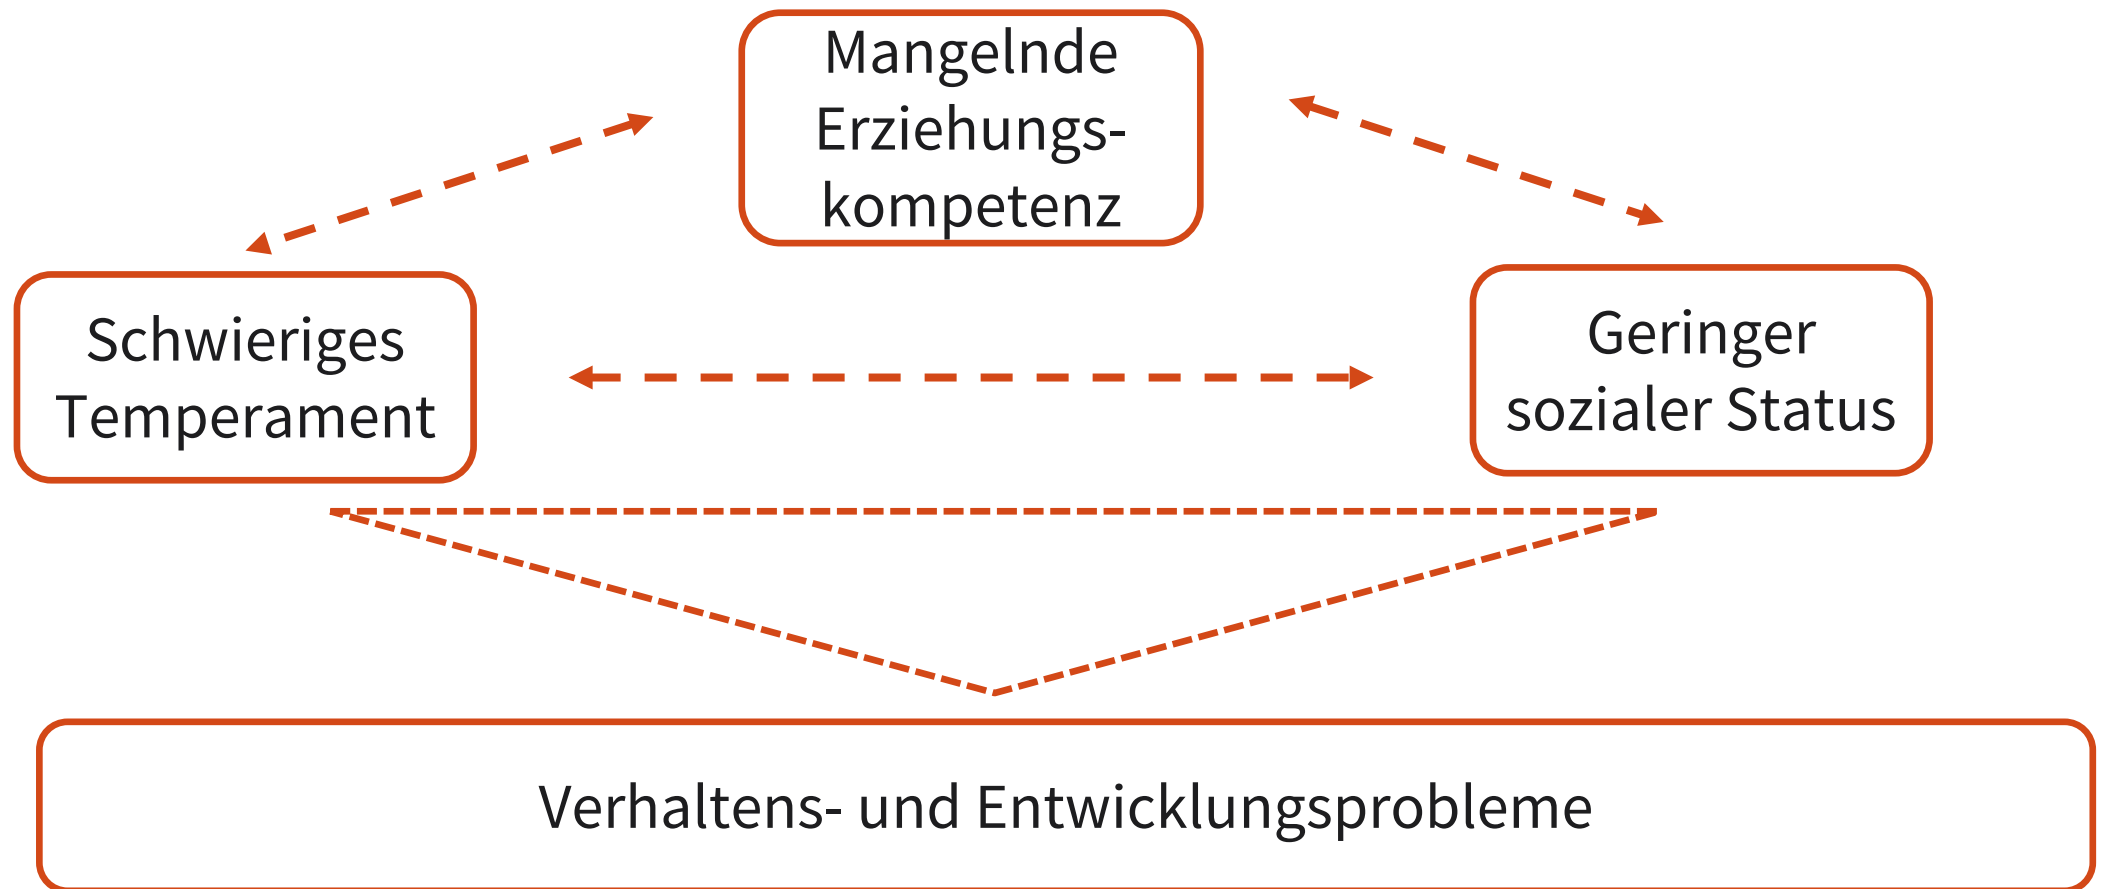 Mangelnde
Erziehungs-
kompetenz
Schwieriges
Temperament
Geringer
sozialer Status
Verhaltens- und Entwicklungsprobleme